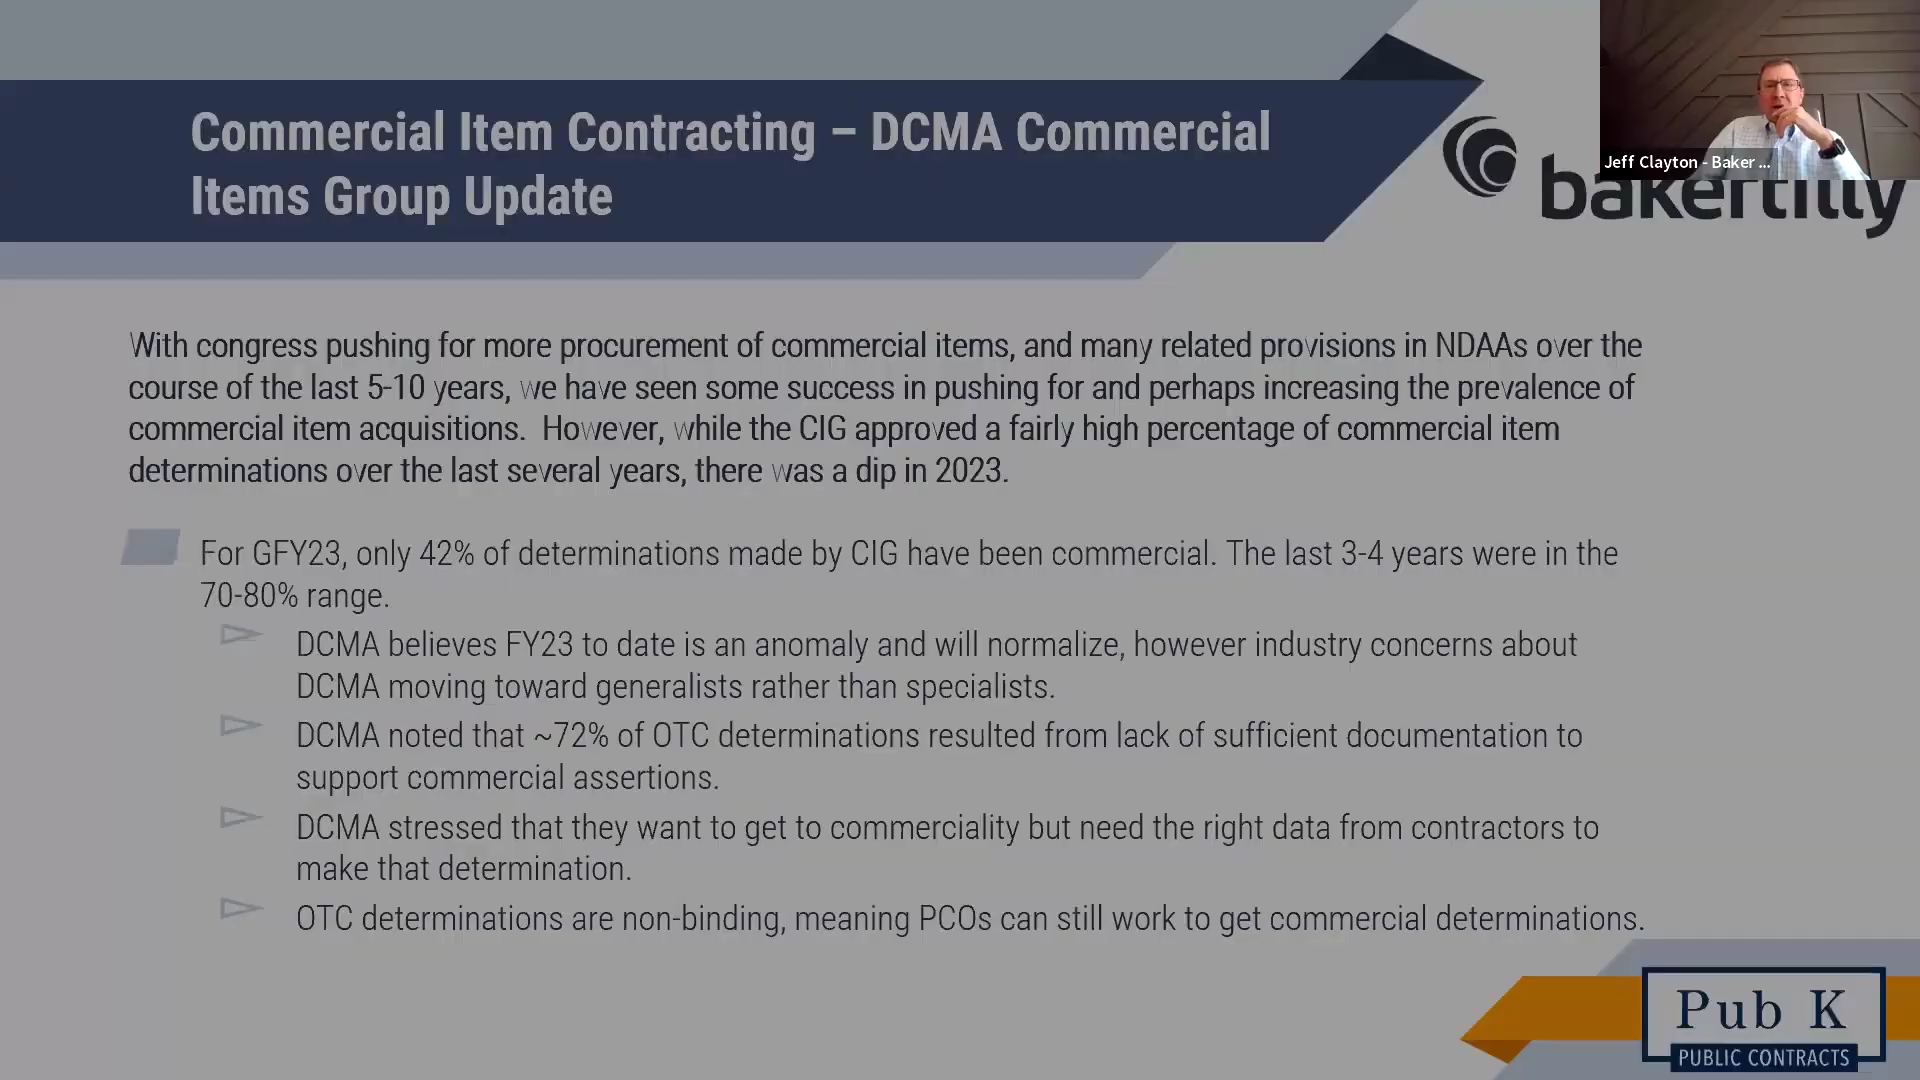 Commercial Item Contracting – DCMA Commercial
Items Group Update
Jeff Clayton - Baker ...
bakertilly
With congress pushing for more procurement of commercial items, and many related provisions in NDAAs over the
course of the last 5-10 years, we have seen some success in pushing for and perhaps increasing the prevalence of
commercial item acquisitions.  However, while the CIG approved a fairly high percentage of commercial item
determinations over the last several years, there was a dip in 2023.
For GFY23, only 42% of determinations made by CIG have been commercial. The last 3-4 years were in the
70-80% range.
DCMA believes FY23 to date is an anomaly and will normalize, however industry concerns about
DCMA moving toward generalists rather than specialists.
DCMA noted that ~72% of OTC determinations resulted from lack of sufficient documentation to
support commercial assertions.
DCMA stressed that they want to get to commerciality but need the right data from contractors to
make that determination.
OTC determinations are non-binding, meaning PCOs can still work to get commercial determinations.
Pub K
PUBLIC CONTRACTS